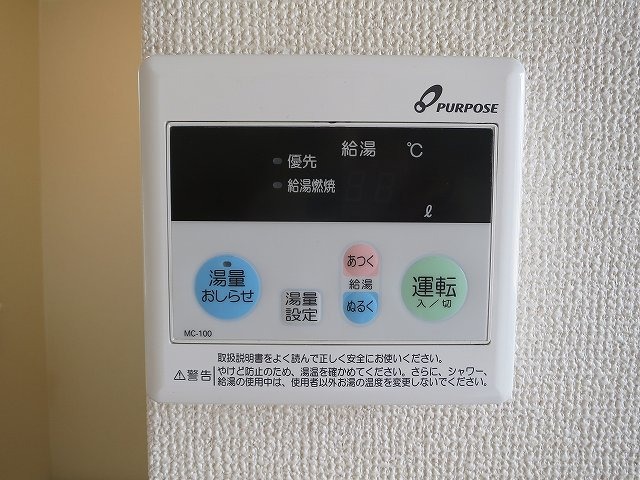 PURPOSE
給湯 ℃
優先
給湯燃焼
ℓ
湯量
おしらせ
湯量
設定
あつく
給湯
ぬるく
運転
入/切
MC-100
取扱説明書をよく読んで正しく安全にお使いください。
⚠警告
やけど防止のため、湯温を確かめてください。さらに、シャワー、
給湯の使用中は、使用者以外お湯の温度を変更しないでください。